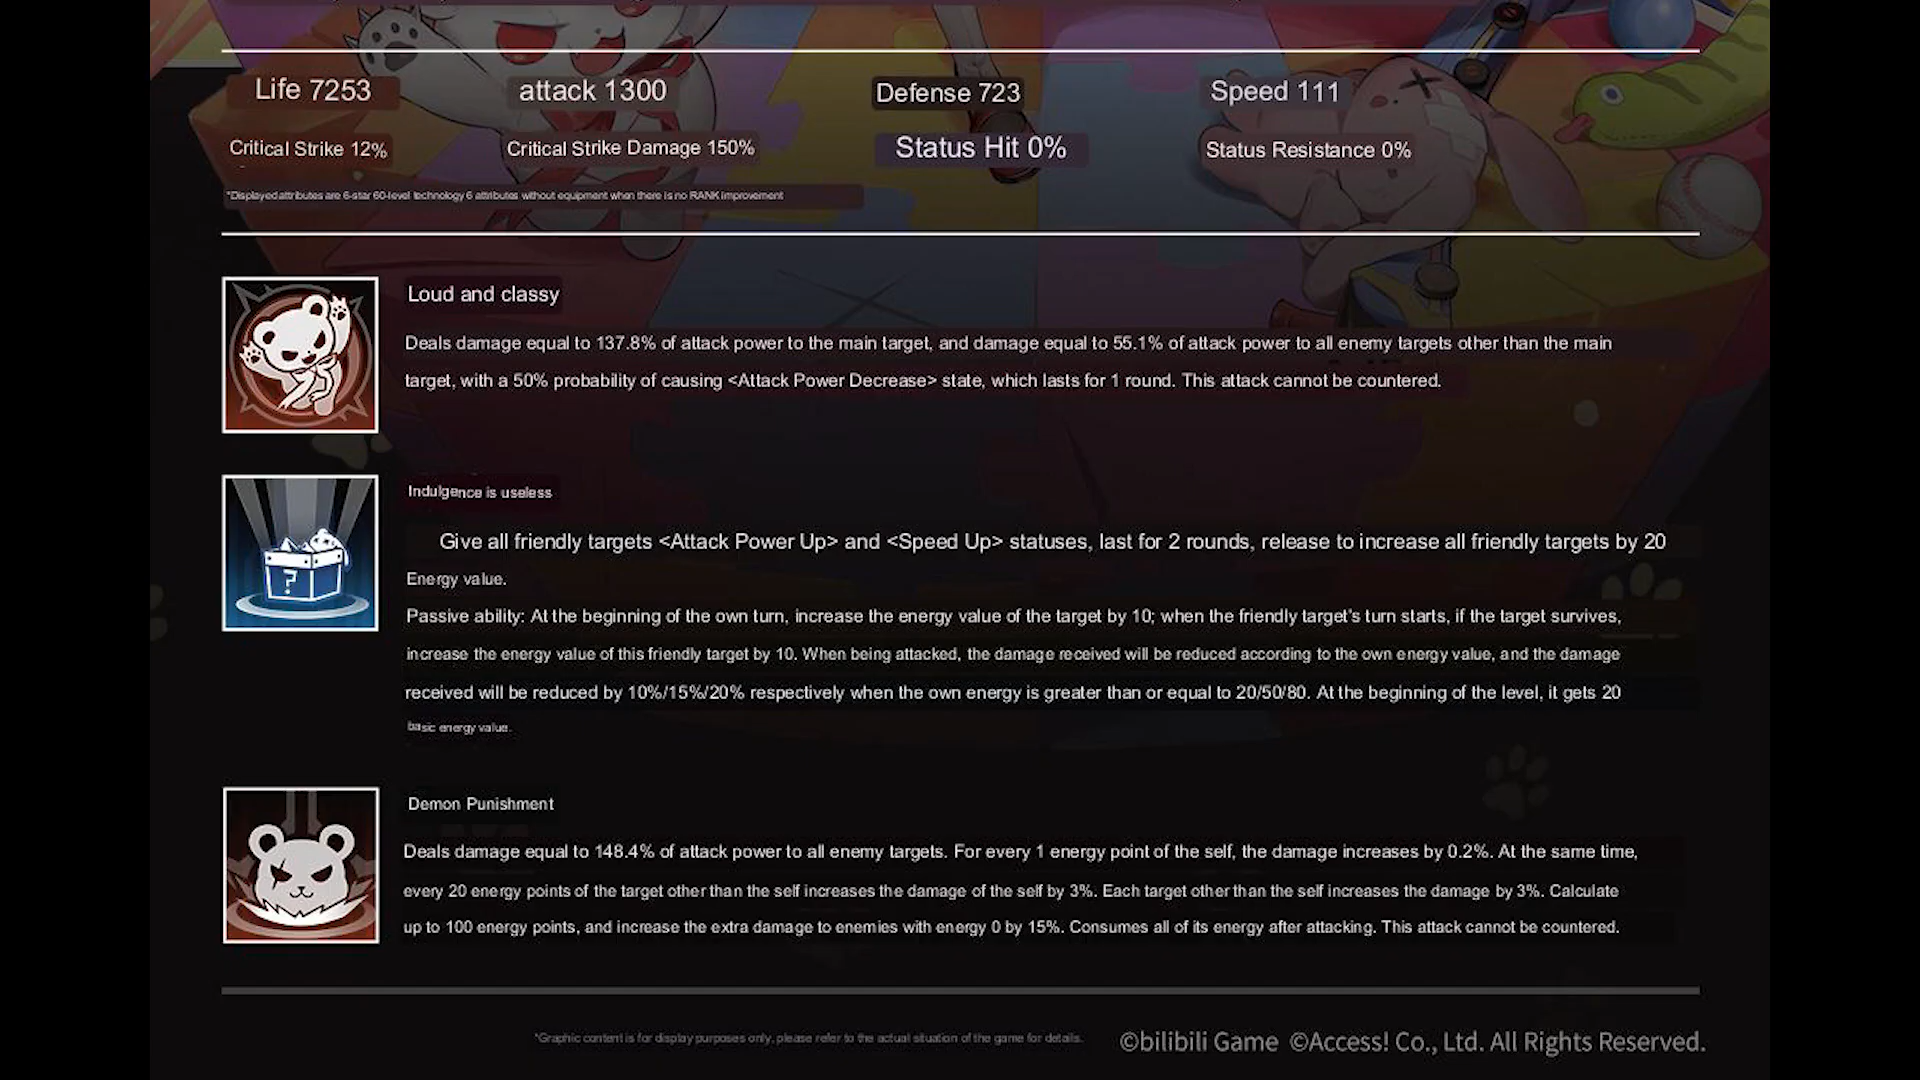 Life 7253
attack 1300
Defense 723
Speed 111
Critical Strike 12%
Critical Strike Damage 150%
Status Hit 0%
Status Resistance 0%
*Displayed attributes are 6-star 60-level technology 6 attributes without equipment when there is no RANK improvement
Loud and classy
Deals damage equal to 137.8% of attack power to the main target, and damage equal to 55.1% of attack power to all enemy targets other than the main
target, with a 50% probability of causing <Attack Power Decrease> state, which lasts for 1 round. This attack cannot be countered.
Indulgence is useless
Give all friendly targets <Attack Power Up> and <Speed Up> statuses, last for 2 rounds, release to increase all friendly targets by 20
Energy value.
Passive ability: At the beginning of the own turn, increase the energy value of the target by 10; when the friendly target's turn starts, if the target survives,
increase the energy value of this friendly target by 10. When being attacked, the damage received will be reduced according to the own energy value, and the damage
received will be reduced by 10%/15%/20% respectively when the own energy is greater than or equal to 20/50/80. At the beginning of the level, it gets 20
basic energy value.
Demon Punishment
Deals damage equal to 148.4% of attack power to all enemy targets. For every 1 energy point of the self, the damage increases by 0.2%. At the same time,
every 20 energy points of the target other than the self increases the damage of the self by 3%. Each target other than the self increases the damage by 3%. Calculate
up to 100 energy points, and increase the extra damage to enemies with energy 0 by 15%. Consumes all of its energy after attacking. This attack cannot be countered.
*Graphic content is for display purposes only, please refer to the actual situation of the game for details.
©bilibili Game ©Access! Co., Ltd. All Rights Reserved.